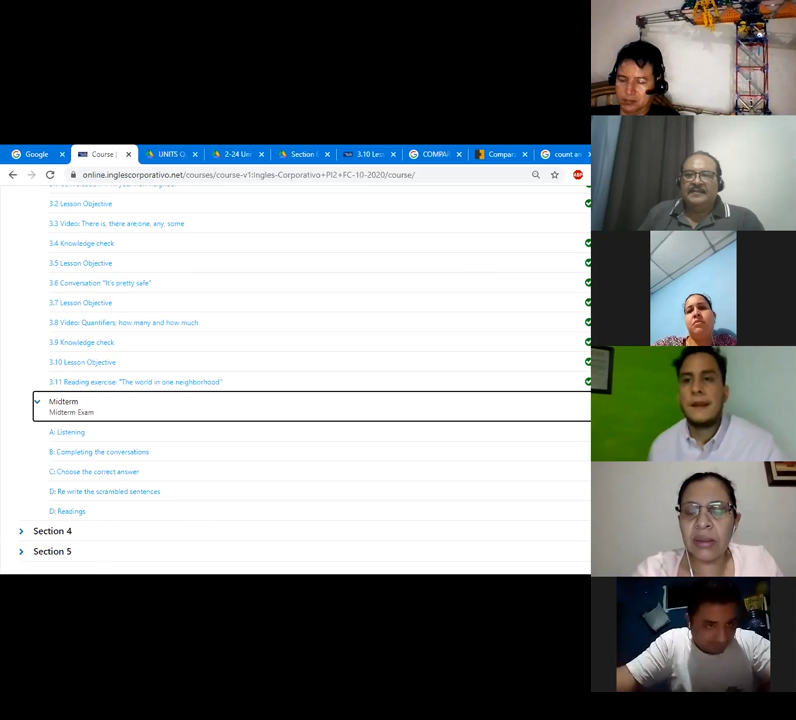 Google
Course |
UNITS O
2-24 Un
Section
3.10 Less
COMPAR
Compara
count an
online.inglescorporativo.net/courses/course-v1:Ingles-Corporativo+PI2+FC-10-2020/course/
ABP
3.2 Lesson Objective
3.3 Video: There is, there are;one, any, some
3.4 Knowledge check
3.5 Lesson Objective
3.6 Conversation "It's pretty safe"
3.7 Lesson Objective
3.8 Video: Quantifiers; how many and how much
3.9 Knowledge check
3.10 Lesson Objective
3.11 Reading exercise: "The world in one neighborhood"
Midterm
Midterm Exam
A: Listening
B: Completing the conversations
C: Choose the correct answer
D: Re write the scrambled sentences
D: Readings
Section 4
Section 5